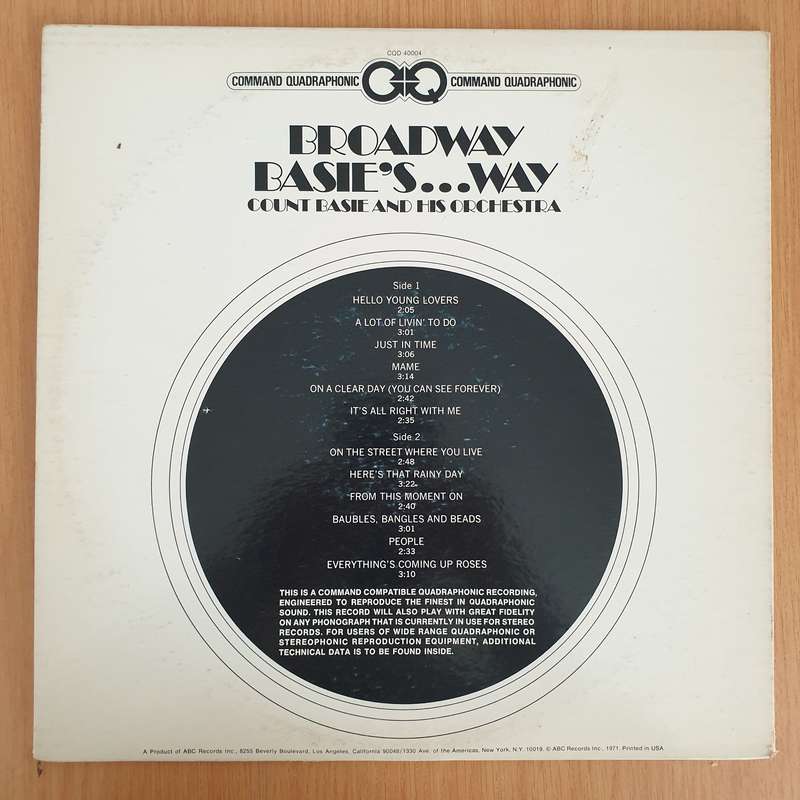 CQD 40004
COMMAND QUADRAPHONIC CQ COMMAND QUADRAPHONIC
BROADWAY
BASIE'S...WAY
COUNT BASIE AND HIS ORCHESTRA
Side 1
HELLO YOUNG LOVERS
2:05
A LOT OF LIVIN' TO DO
3:01
JUST IN TIME
3:06
MAME
3:14
ON A CLEAR DAY (YOU CAN SEE FOREVER)
2:42
IT'S ALL RIGHT WITH ME
2:35
Side 2
ON THE STREET WHERE YOU LIVE
2:48
HERE'S THAT RAINY DAY
3:22
FROM THIS MOMENT ON
2:40
BAUBLES, BANGLES AND BEADS
3:01
PEOPLE
2:33
EVERYTHING'S COMING UP ROSES
3:10
THIS IS A COMMAND COMPATIBLE QUADRAPHONIC RECORDING,
ENGINEERED TO REPRODUCE THE FINEST IN QUADRAPHONIC
SOUND. THIS RECORD WILL ALSO PLAY WITH GREAT FIDELITY
ON ANY PHONOGRAPH THAT IS CURRENTLY IN USE FOR STEREO
RECORDS. FOR USERS OF WIDE RANGE QUADRAPHONIC OR
STEREOPHONIC REPRODUCTION EQUIPMENT, ADDITIONAL
TECHNICAL DATA IS TO BE FOUND INSIDE.
A Product of ABC Records Inc., 8255 Beverly Boulevard, Los Angeles, California 90048/1330 Ave. of the Americas, New York, N.Y. 10019. © ABC Records Inc., 1971. Printed in USA